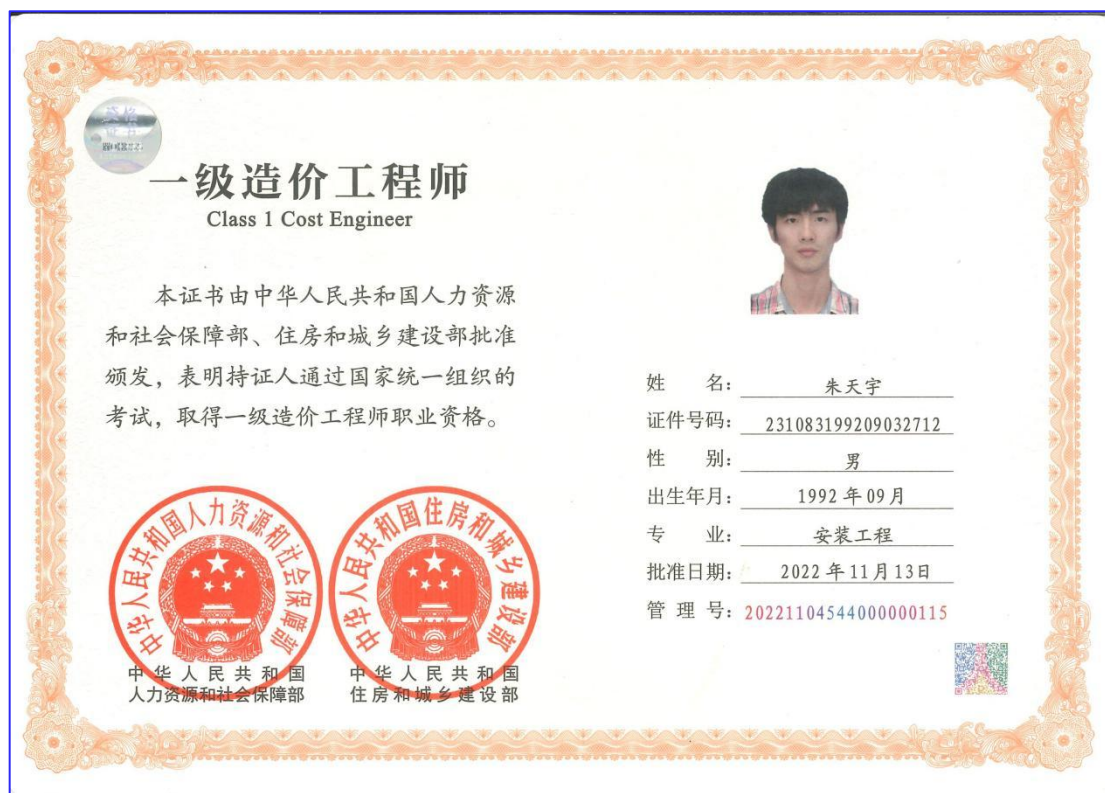 资格
证书
一级造价工程师
Class 1 Cost Engineer
本证书由中华人民共和国人力资源
和社会保障部、住房和城乡建设部批准
颁发，表明持证人通过国家统一组织的
考试，取得一级造价工程师职业资格。
中华人民共和国人力资源和社会保障部
中华人民共和国
人力资源和社会保障部
中华人民共和国住房和城乡建设部
中华人民共和国
住房和城乡建设部
姓 名： 朱天宇
证件号码： 231083199209032712
性 别： 男
出生年月： 1992年09月
专 业： 安装工程
批准日期： 2022年11月13日
管 理 号：20221104544000000115